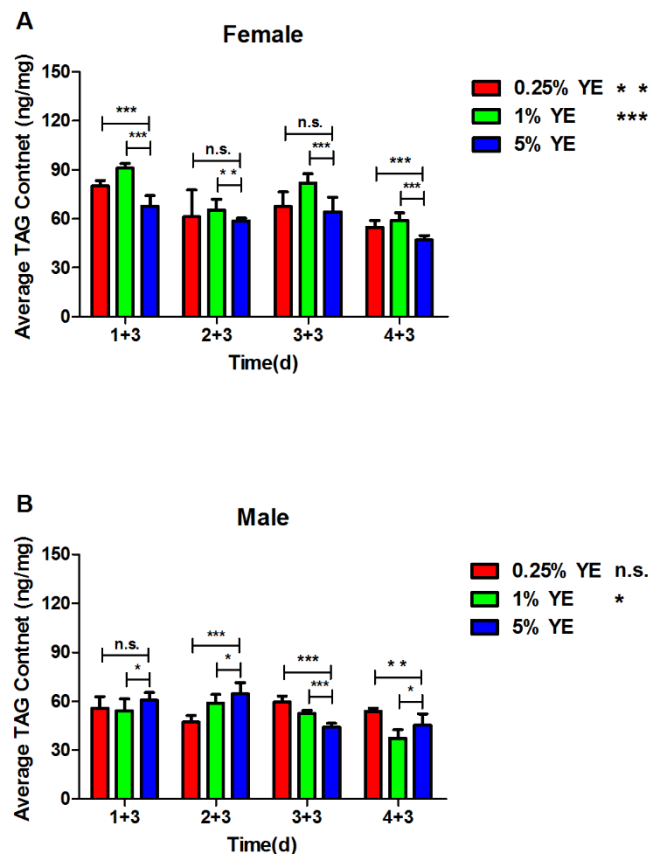 A
Female
150
120
90
60
30
0
Average TAG Contnet (ng/mg)
***
***
n.s.
* *
n.s.
***
***
***
1+3
2+3
3+3
4+3
Time(d)
0.25% YE * *
1% YE ***
5% YE
B
Male
150
120
90
60
30
0
Average TAG Contnet (ng/mg)
n.s.
*
***
*
***
***
* *
*
1+3
2+3
3+3
4+3
Time(d)
0.25% YE n.s.
1% YE *
5% YE